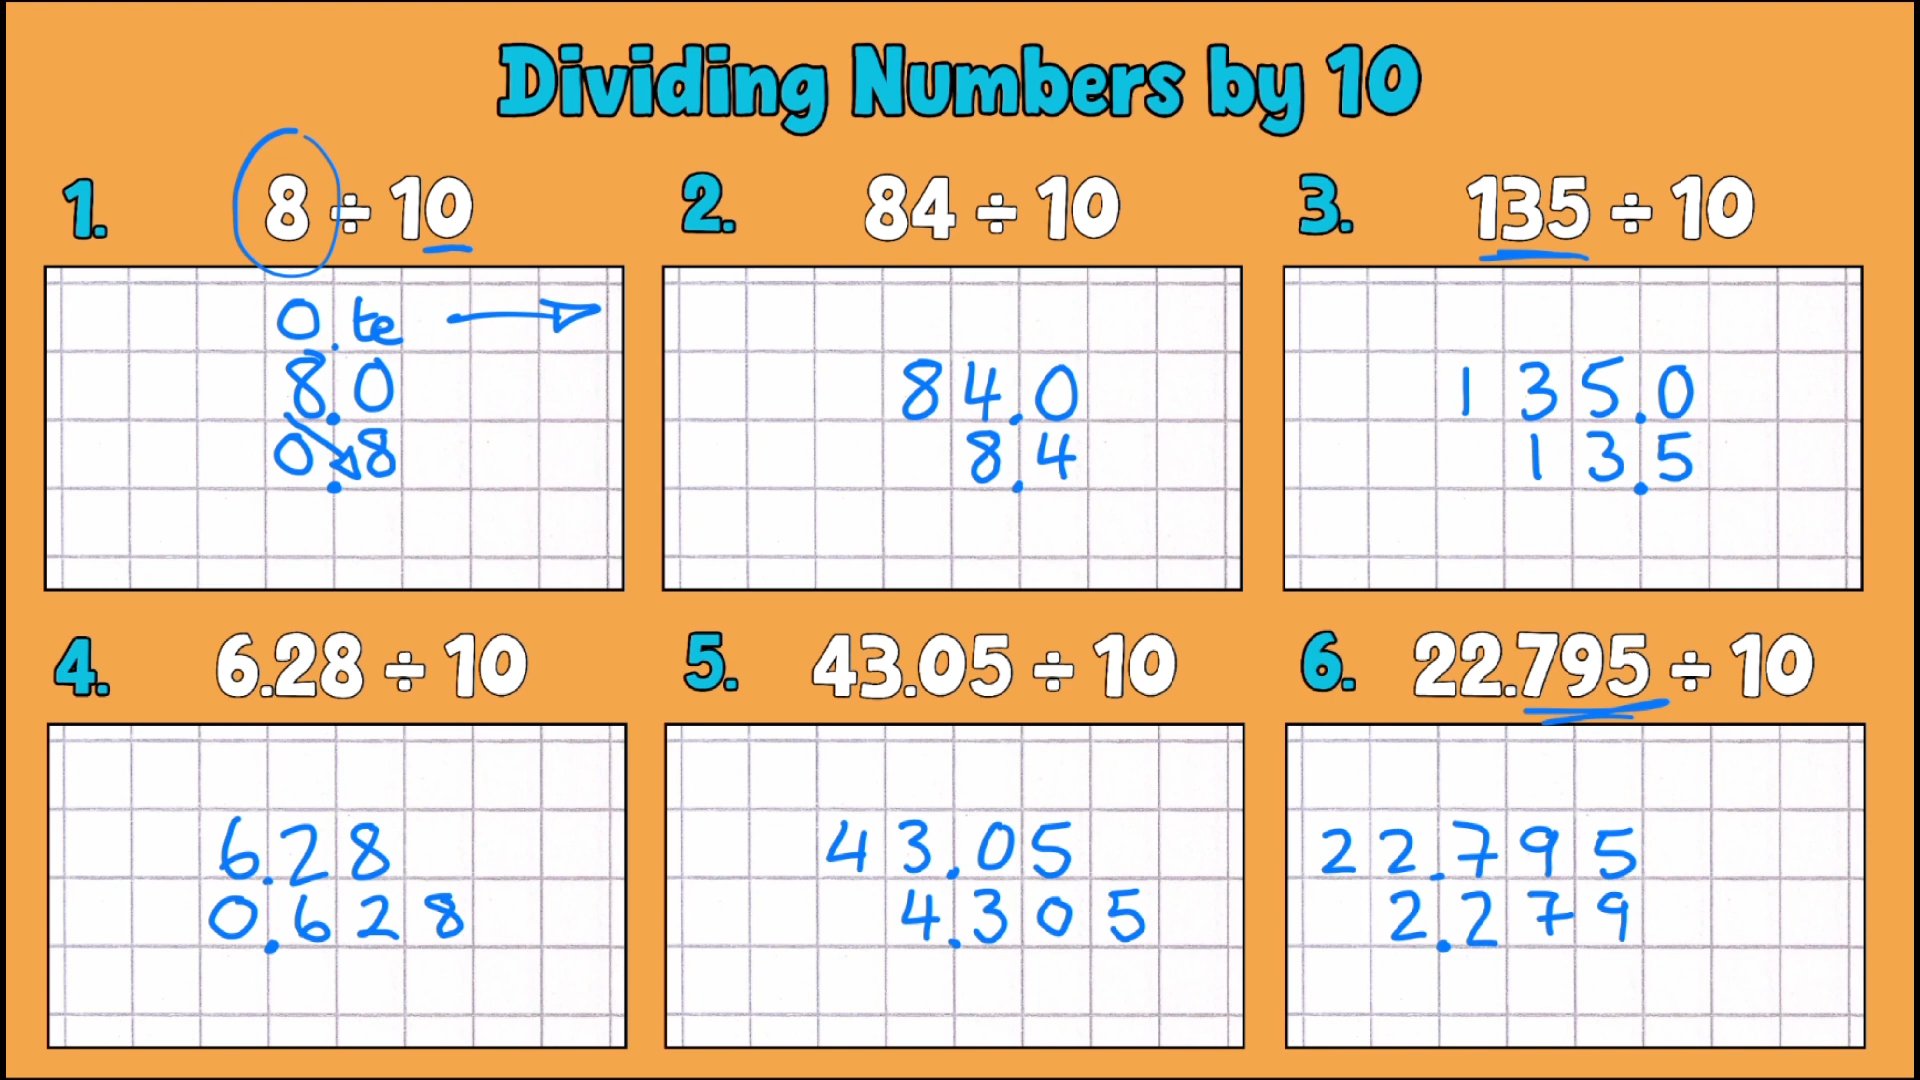 Dividing Numbers by 10
1. 8 ÷ 10
0.te
8.0
0.8
2. 84 ÷ 10
84.0
8.4
3. 135 ÷ 10
135.0
13.5
4. 6.28 ÷ 10
6.28
0.628
5. 43.05 ÷ 10
43.05
4.305
6. 22.795 ÷ 10
22.795
2.279